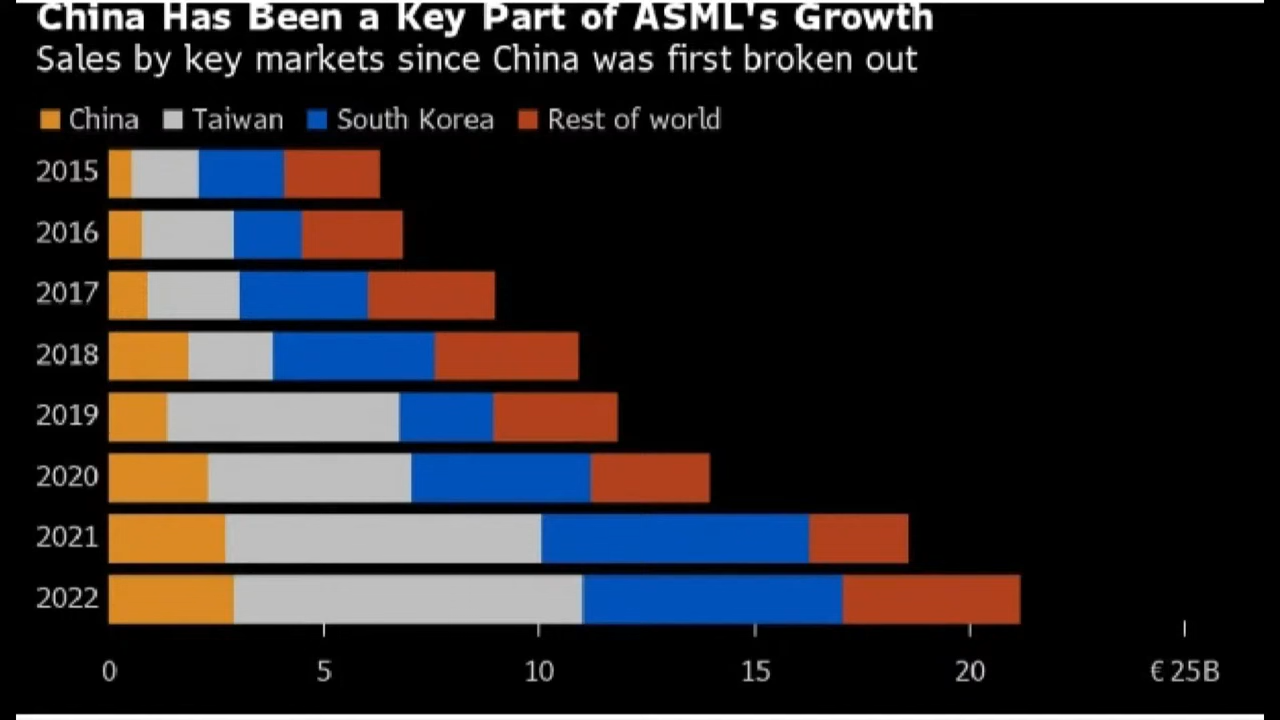 China Has Been a Key Part of ASML's Growth
Sales by key markets since China was first broken out
China Taiwan South Korea Rest of world
2015
2016
2017
2018
2019
2020
2021
2022
0 5 10 15 20 €25B